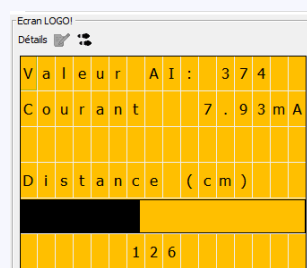 Ecran LOGO!
Détails
Valeur AI: 374
Courant 7.93mA
Distance (cm)
126